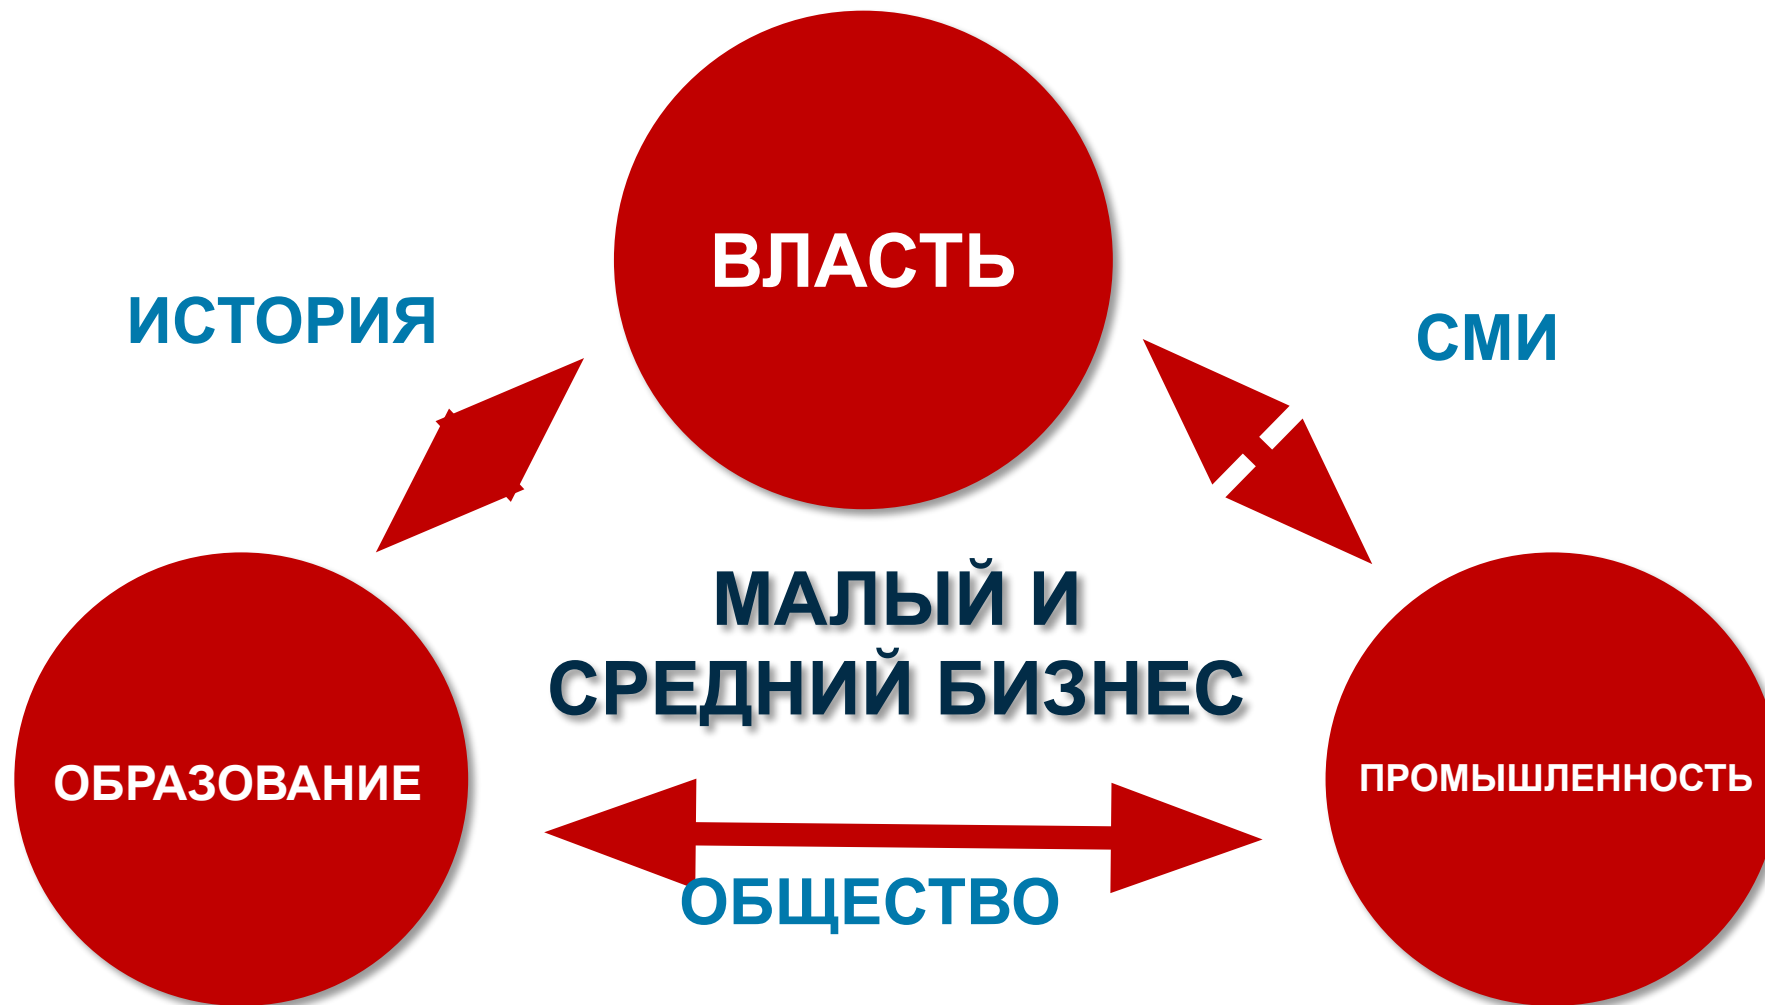 ВЛАСТЬ
ИСТОРИЯ
СМИ
МАЛЫЙ И
СРЕДНИЙ БИЗНЕС
ОБРАЗОВАНИЕ
ПРОМЫШЛЕННОСТЬ
ОБЩЕСТВО